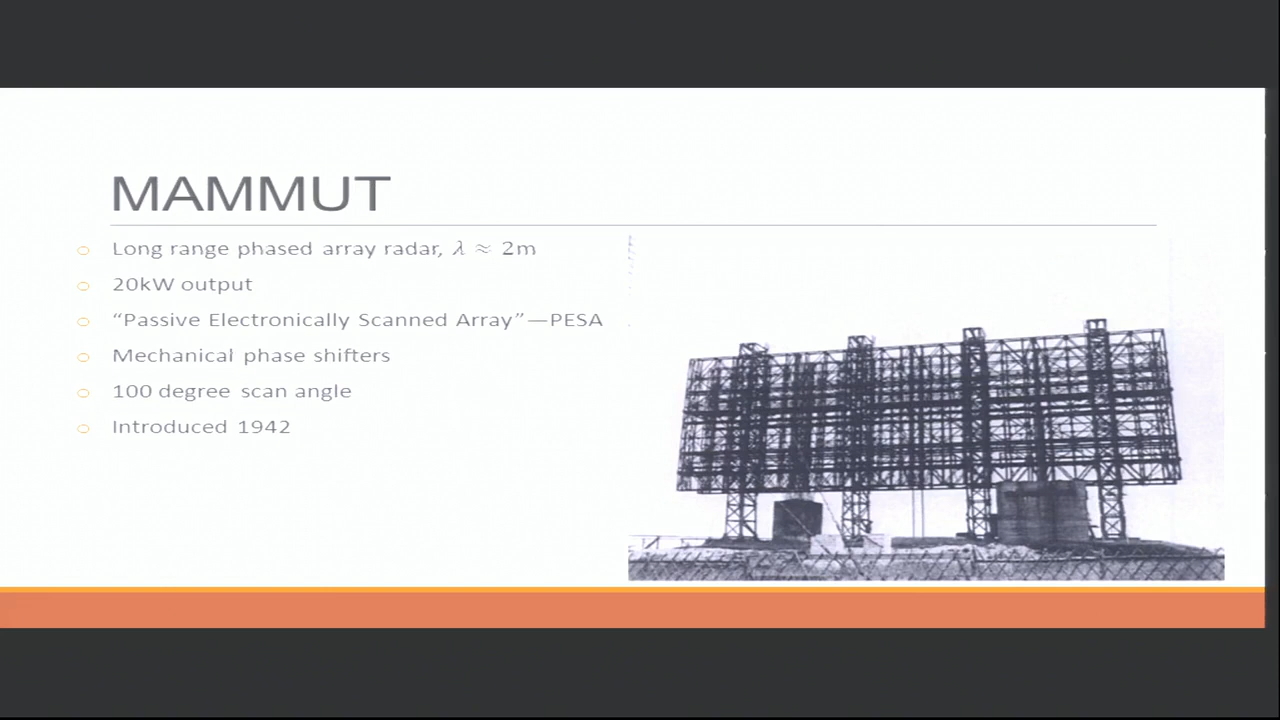 MAMMUT
Long range phased array radar, λ ≈ 2m
20kW output
“Passive Electronically Scanned Array”—PESA
Mechanical phase shifters
100 degree scan angle
Introduced 1942